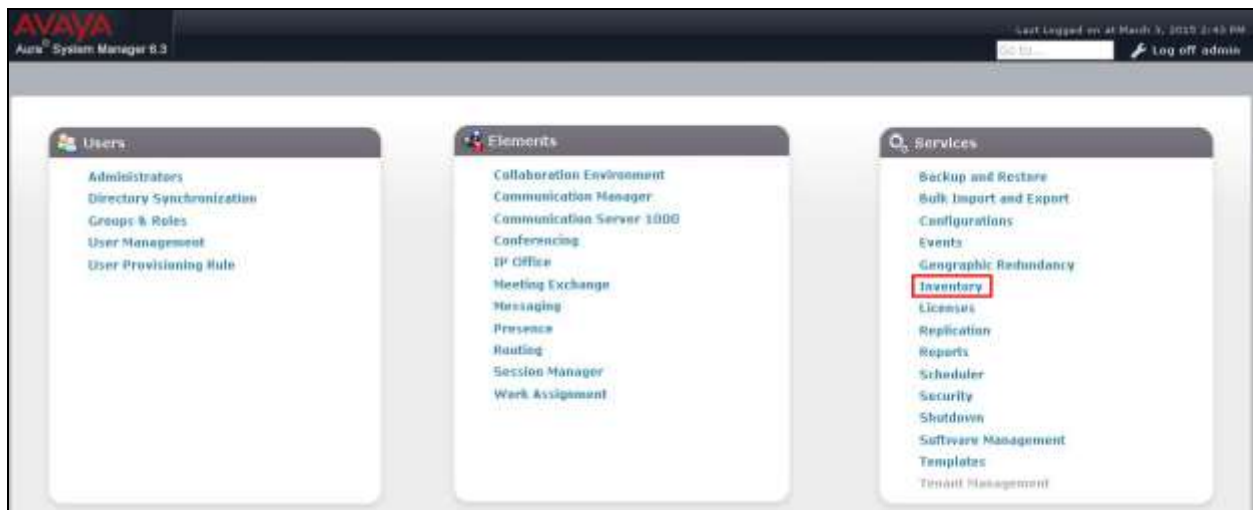 AVAYA
Aura® System Manager 6.3
Last Logged on at March 3, 2015 2:43 PM
Go to...
Log off admin
Users
Administrators
Directory Synchronization
Groups & Roles
User Management
User Provisioning Rule
Elements
Collaboration Environment
Communication Manager
Communication Server 1000
Conferencing
IP Office
Meeting Exchange
Messaging
Presence
Routing
Session Manager
Work Assignment
Services
Backup and Restore
Bulk Import and Export
Configurations
Events
Geographic Redundancy
Inventory
Licenses
Replication
Reports
Scheduler
Security
Shutdown
Software Management
Templates
Tenant Management